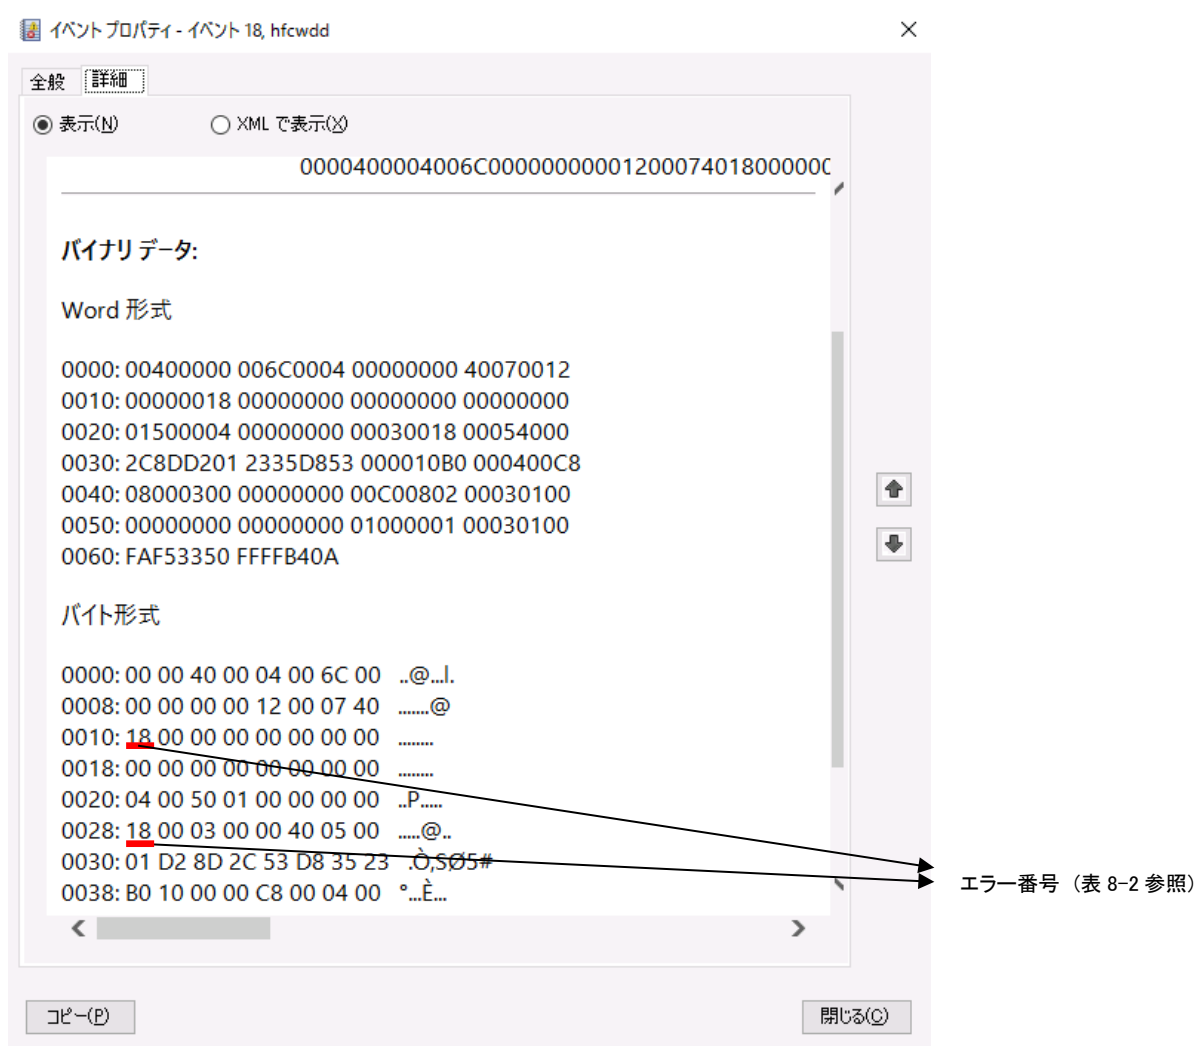 イベント プロパティ - イベント 18, hfcwdd
全般 詳細
表示(N) XML で表示(X)
0000400004006C0000000000120007401800000C
バイナリ データ:
Word 形式
0000: 00400000 006C0004 00000000 40070012
0010: 00000018 00000000 00000000 00000000
0020: 01500004 00000000 00030018 00054000
0030: 2C8DD201 2335D853 000010B0 000400C8
0040: 08000300 00000000 00C00802 00030100
0050: 00000000 00000000 01000001 00030100
0060: FAF53350 FFFFB40A
バイト形式
0000: 00 00 40 00 04 00 6C 00 ..@...l.
0008: 00 00 00 00 12 00 07 40 .......@
0010: 18 00 00 00 00 00 00 00 ........
0018: 00 00 00 00 00 00 00 00 ........
0020: 04 00 50 01 00 00 00 00 ..P.....
0028: 18 00 03 00 00 40 05 00 .....@..
0030: 01 D2 8D 2C 53 D8 35 23 .Ò,SØ5#
0038: B0 10 00 00 C8 00 04 00 °...È...
エラー番号（表 8-2 参照）
コピー(P) 閉じる(C)